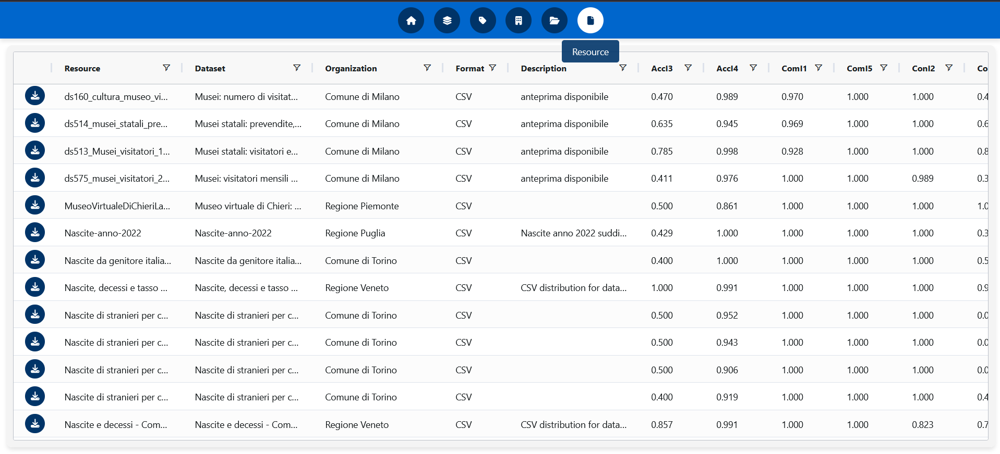 Resource
Resource Dataset Organization Format Description AccI3 AccI4 ComI1 ComI5 ConI2 Co
ds160_cultura_museo_vi... Musei: numero di visitat... Comune di Milano CSV anteprima disponibile 0.470 0.989 0.970 1.000 1.000 0.4
ds514_musei_statali_pre... Musei statali: prevendite,... Comune di Milano CSV anteprima disponibile 0.635 0.945 0.969 1.000 1.000 0.6
ds513_Musei_visitatori_1... Musei statali: visitatori e... Comune di Milano CSV anteprima disponibile 0.785 0.998 0.928 1.000 1.000 0.8
ds575_musei_visitatori_2... Musei: visitatori mensili ... Comune di Milano CSV anteprima disponibile 0.411 0.976 1.000 1.000 0.989 0.3
MuseoVirtualeDiChieriLa... Museo virtuale di Chieri: ... Regione Piemonte CSV 0.500 0.861 1.000 1.000 1.000 1.0
Nascite-anno-2022 Nascite-anno-2022 Regione Puglia CSV Nascite anno 2022 suddi... 0.429 1.000 1.000 1.000 1.000 0.3
Nascite da genitore italia... Nascite da genitore italia... Comune di Torino CSV 0.400 1.000 1.000 1.000 1.000 0.5
Nascite, decessi e tasso ... Nascite, decessi e tasso ... Regione Veneto CSV CSV distribution for data... 1.000 0.991 1.000 1.000 1.000 0.9
Nascite di stranieri per c... Nascite di stranieri per c... Comune di Torino CSV 0.500 0.952 1.000 1.000 1.000 0.0
Nascite di stranieri per c... Nascite di stranieri per c... Comune di Torino CSV 0.500 0.943 1.000 1.000 1.000 0.0
Nascite di stranieri per c... Nascite di stranieri per c... Comune di Torino CSV 0.500 0.906 1.000 1.000 1.000 0.0
Nascite di stranieri per c... Nascite di stranieri per c... Comune di Torino CSV 0.400 0.919 1.000 1.000 1.000 0.4
Nascite e decessi - Com... Nascite e decessi - Com... Regione Veneto CSV CSV distribution for data... 0.857 0.991 1.000 1.000 0.823 0.7